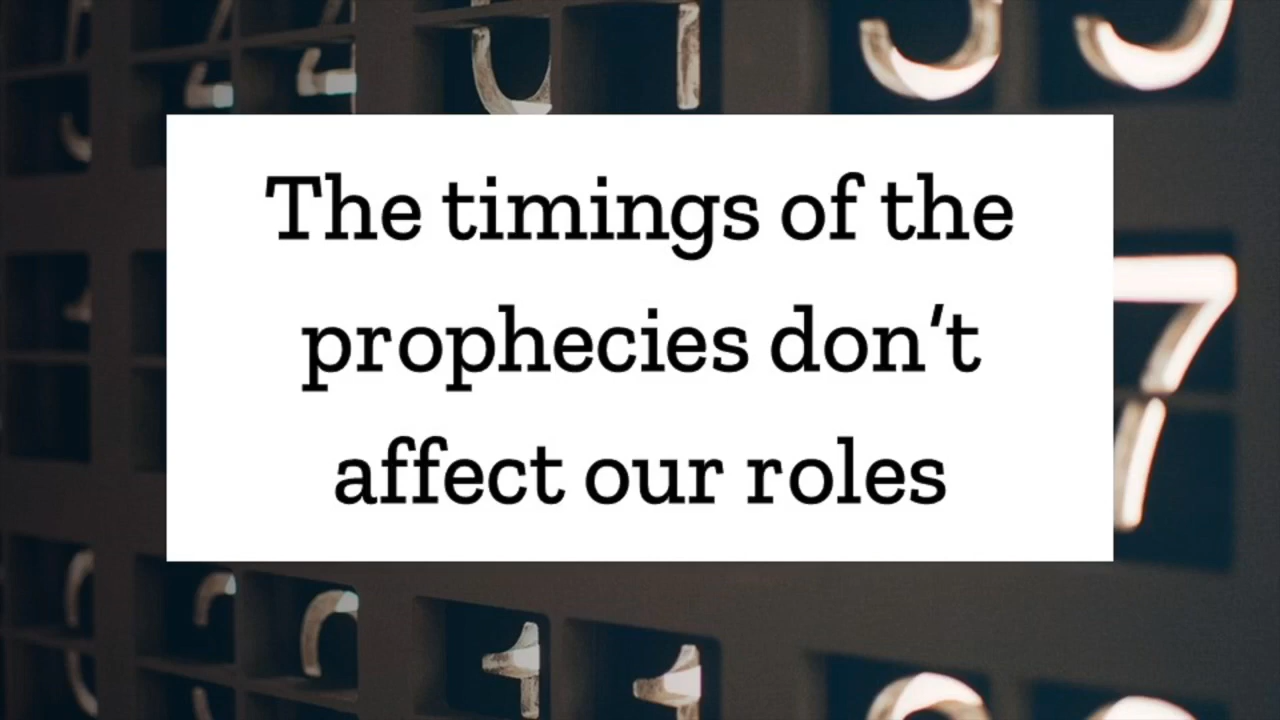 The timings of the
prophecies don’t
affect our roles